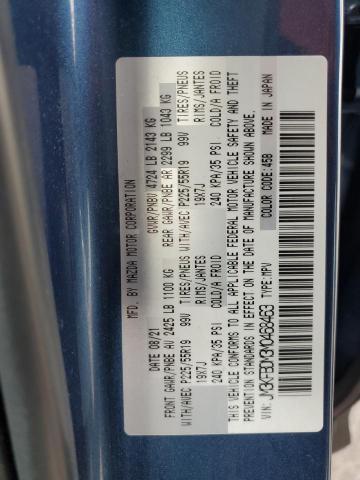 MFD. BY MAZDA MOTOR CORPORATION
DATE 08/21 GVWR/PNBV 4724 LB 2143 KG
FRONT GAWR/PNBE AV 2425 LB 1100 KG REAR GAWR/PNBE AR 2299 LB 1043 KG
WITH/AVEC P225/55R19 99V TIRES/PNEUS WITH/AVEC P225/55R19 99V TIRES/PNEUS
19X7J RIMS/JANTES 19X7J RIMS/JANTES
240 KPA/35 PSI COLD/A FROID 240 KPA/35 PSI COLD/A FROID
THIS VEHICLE CONFORMS TO ALL APPLICABLE FEDERAL MOTOR VEHICLE SAFETY AND THEFT
PREVENTION STANDARDS IN EFFECT ON THE DATE OF MANUFACTURE SHOWN ABOVE.
VIN: JM3KFBDM3M0458463 TYPE:MPV COLOR CODE:45B MADE IN JAPAN